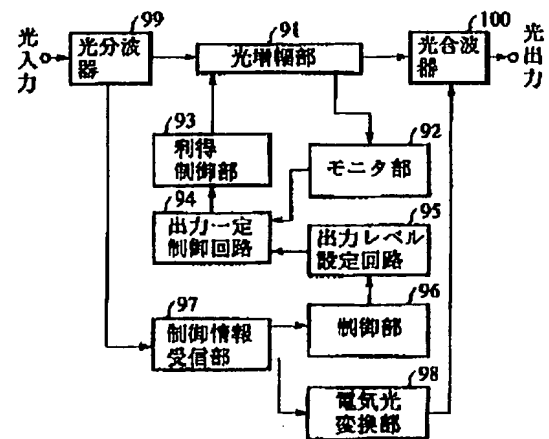 光入力
99
光分波器
91
光増幅部
100
光合波器
光出力
93
利得
制御部
92
モニタ部
94
出力一定
制御回路
95
出力レベル
設定回路
97
制御情報
受信部
96
制御部
98
電気光
変換部